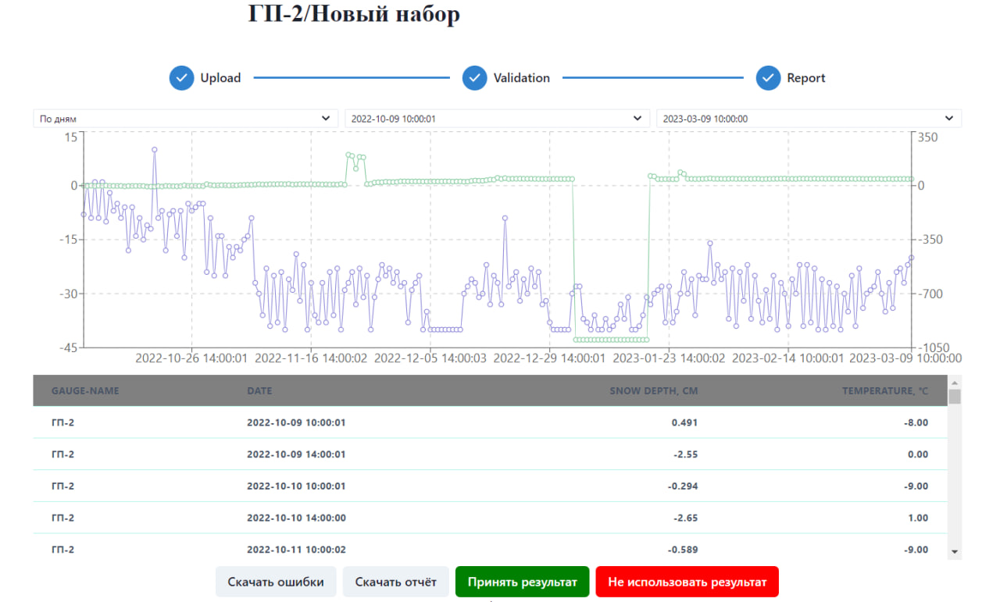 ГП-2/Новый набор
Upload Validation Report
По дням 2022-10-09 10:00:01 2023-03-09 10:00:00
15 350
0 0
-15 -350
-30 -700
-45 -1050
2022-10-26 14:00:01 2022-11-16 14:00:02 2022-12-05 14:00:03 2022-12-29 14:00:01 2023-01-23 14:00:02 2023-02-14 10:00:01 2023-03-09 10:00:00
GAUGE-NAME DATE SNOW DEPTH, CM TEMPERATURE, °C
ГП-2 2022-10-09 10:00:01 0.491 -8.00
ГП-2 2022-10-09 14:00:01 -2.55 0.00
ГП-2 2022-10-10 10:00:01 -0.294 -9.00
ГП-2 2022-10-10 14:00:00 -2.65 1.00
ГП-2 2022-10-11 10:00:02 -0.589 -9.00
Скачать ошибки Скачать отчёт Принять результат Не использовать результат